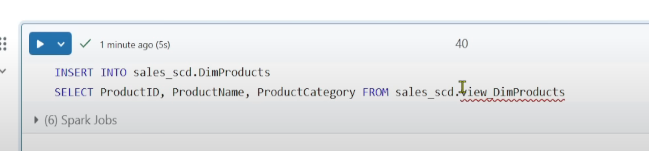 1 minute ago (5s)
40
INSERT INTO sales_scd.DimProducts
SELECT ProductID, ProductName, ProductCategory FROM sales_scd.view_DimProducts
(6) Spark Jobs